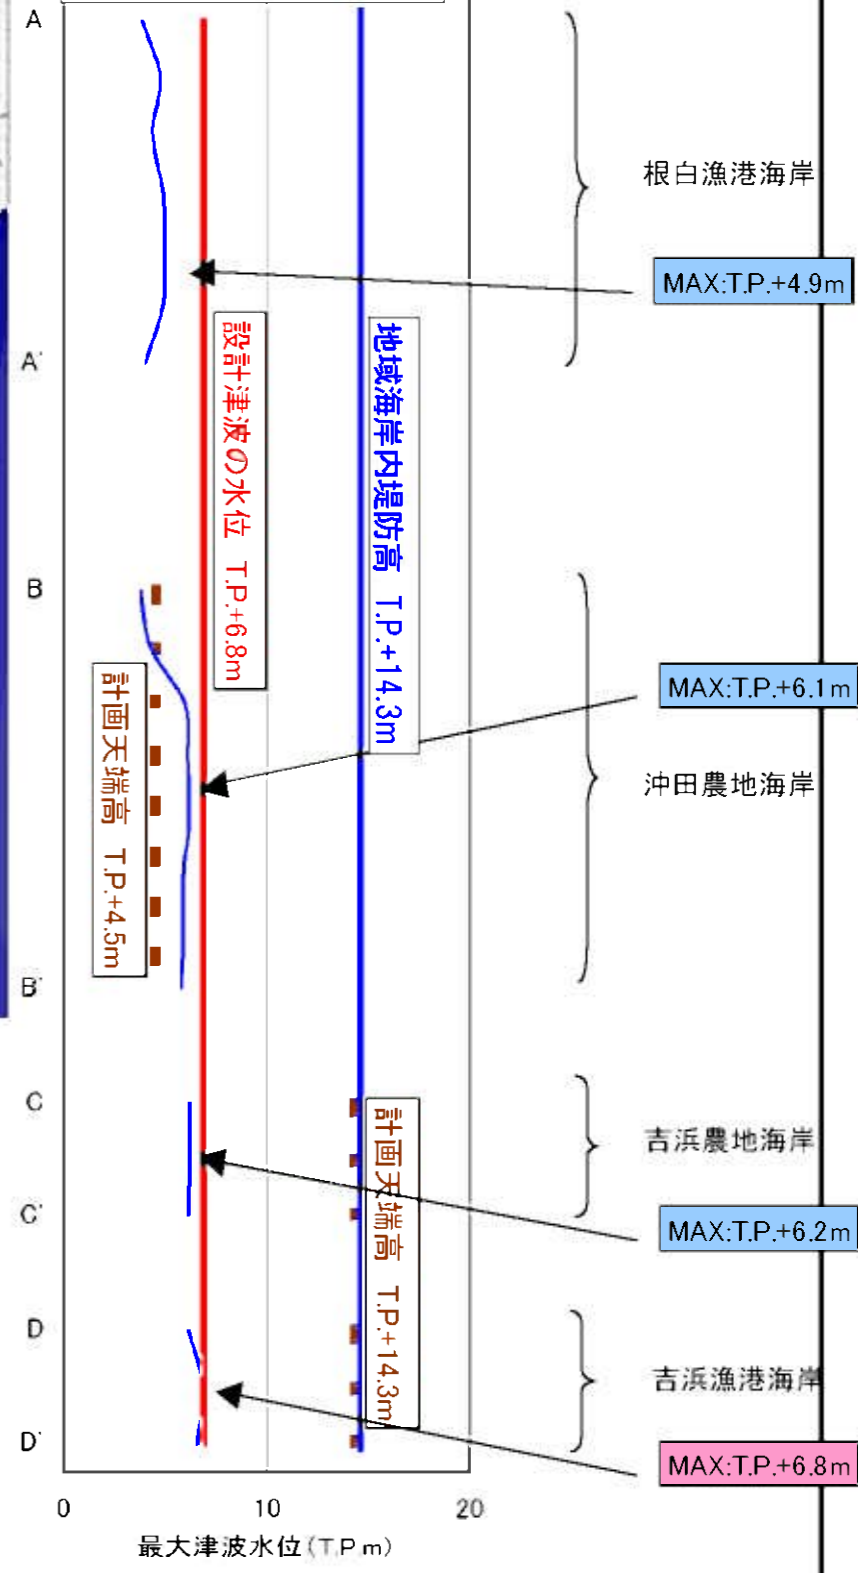 A
根白漁港海岸
MAX:T.P.+4.9m
A'
設計津波の水位 T.P.+6.8m
地域海岸内堤防高 T.P.+14.3m
B
計画天端高 T.P.+4.5m
MAX:T.P.+6.1m
沖田農地海岸
B'
C
計画天端高 T.P.+14.3m
吉浜農地海岸
C'
MAX:T.P.+6.2m
D
吉浜漁港海岸
D'
MAX:T.P.+6.8m
0 10 20
最大津波水位(T.P.m)